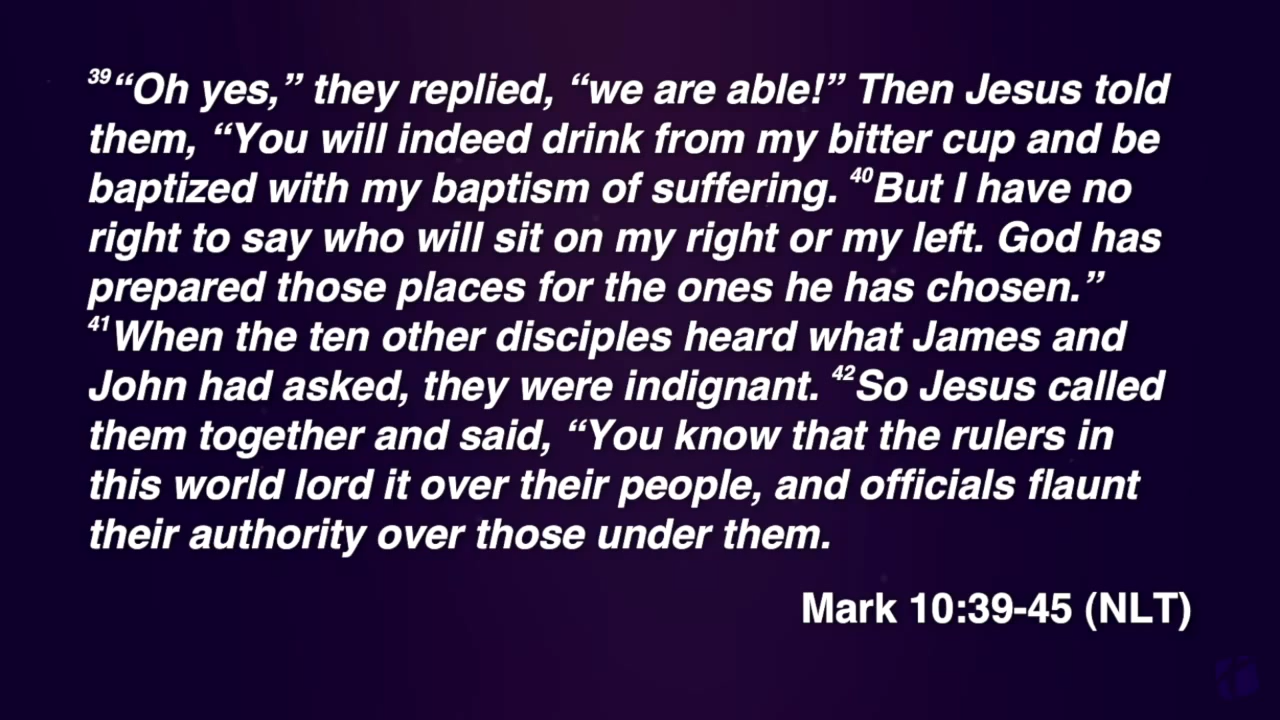 39“Oh yes,” they replied, “we are able!” Then Jesus told
them, “You will indeed drink from my bitter cup and be
baptized with my baptism of suffering. 40But I have no
right to say who will sit on my right or my left. God has
prepared those places for the ones he has chosen.”
41When the ten other disciples heard what James and
John had asked, they were indignant. 42So Jesus called
them together and said, “You know that the rulers in
this world lord it over their people, and officials flaunt
their authority over those under them.
Mark 10:39-45 (NLT)